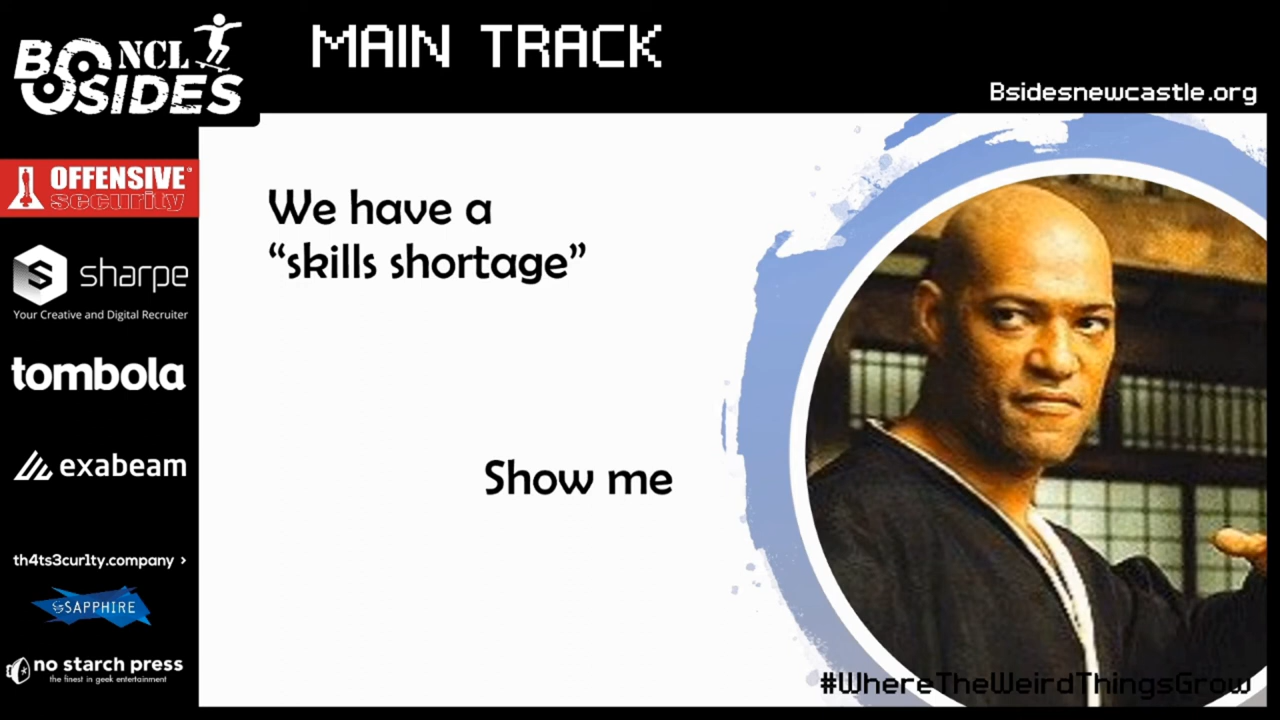 BSIDES NCL
MAIN TRACK
Bsidesnewcastle.org
OFFENSIVE®
security
sharpe
Your Creative and Digital Recruiter
tombola
exabeam
th4ts3cur1ty.company ›
SAPPHIRE
no starch press
the finest in geek entertainment
We have a
“skills shortage”
Show me
#WhereTheWeirdThingsGrow